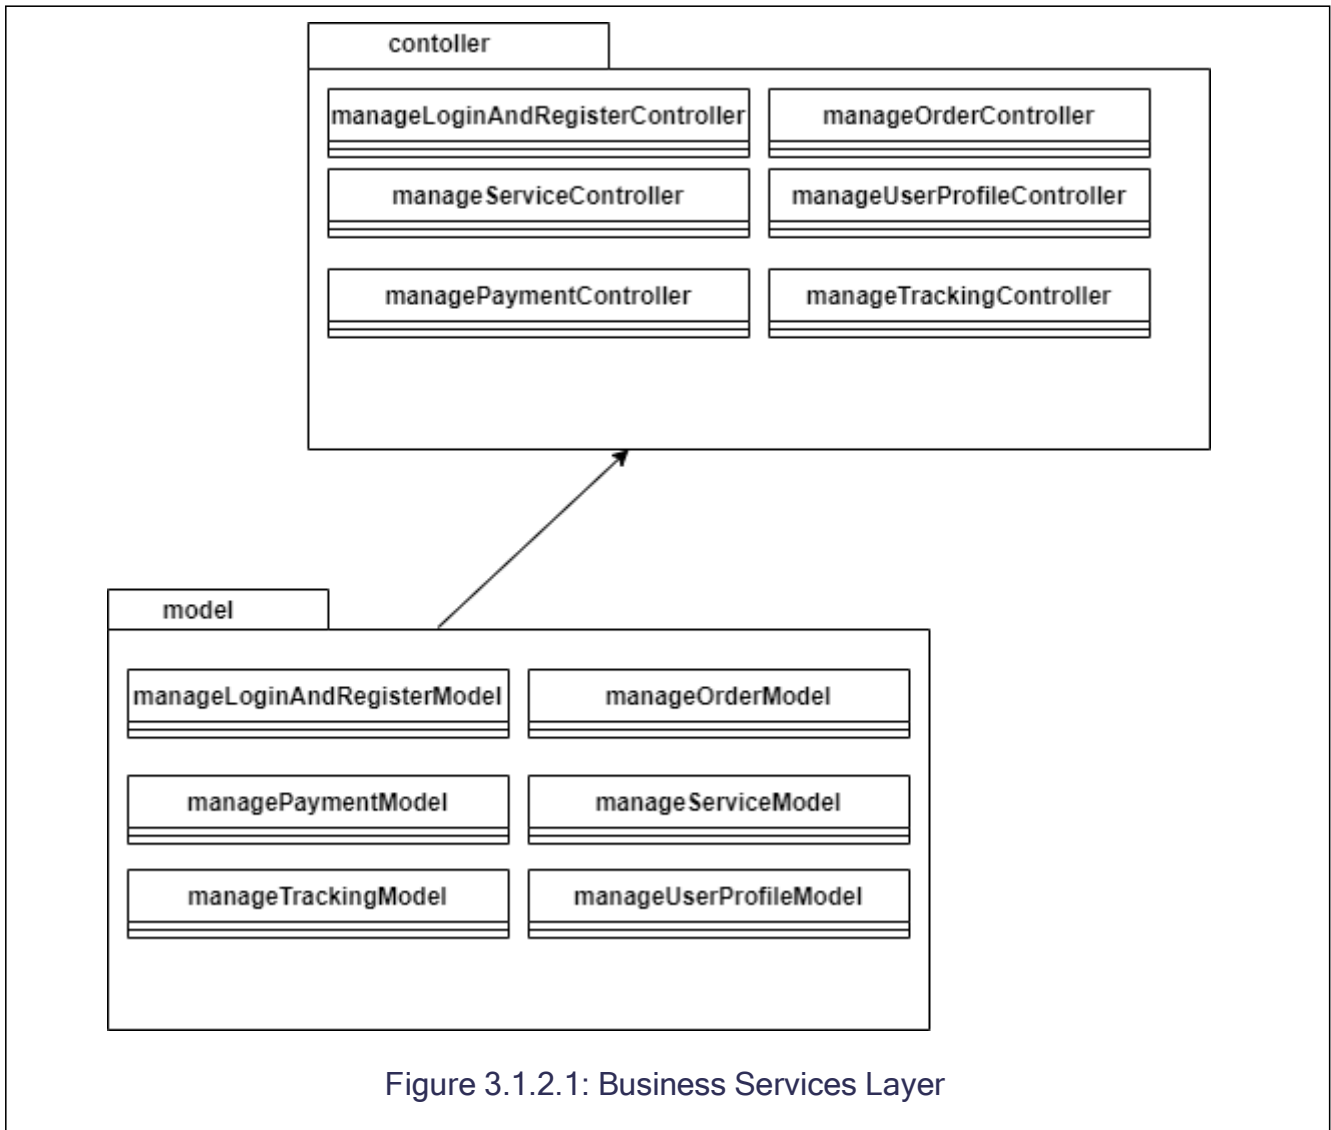 contoller
manageLoginAndRegisterController
manageOrderController
manageServiceController
manageUserProfileController
managePaymentController
manageTrackingController
model
manageLoginAndRegisterModel
manageOrderModel
managePaymentModel
manageServiceModel
manageTrackingModel
manageUserProfileModel
Figure 3.1.2.1: Business Services Layer